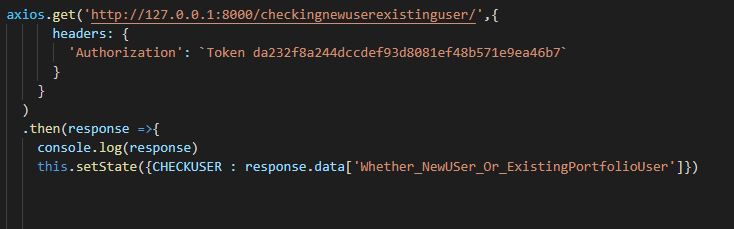 axios.get('http://127.0.0.1:8000/checkingnewuserexistinguser/',{
headers: {
'Authorization': `Token da232f8a244dccdef93d8081ef48b571e9ea46b7`
}
}
)
.then(response =>{
console.log(response)
this.setState({CHECKUSER : response.data['Whether_NewUSer_Or_ExistingPortfolioUser']})